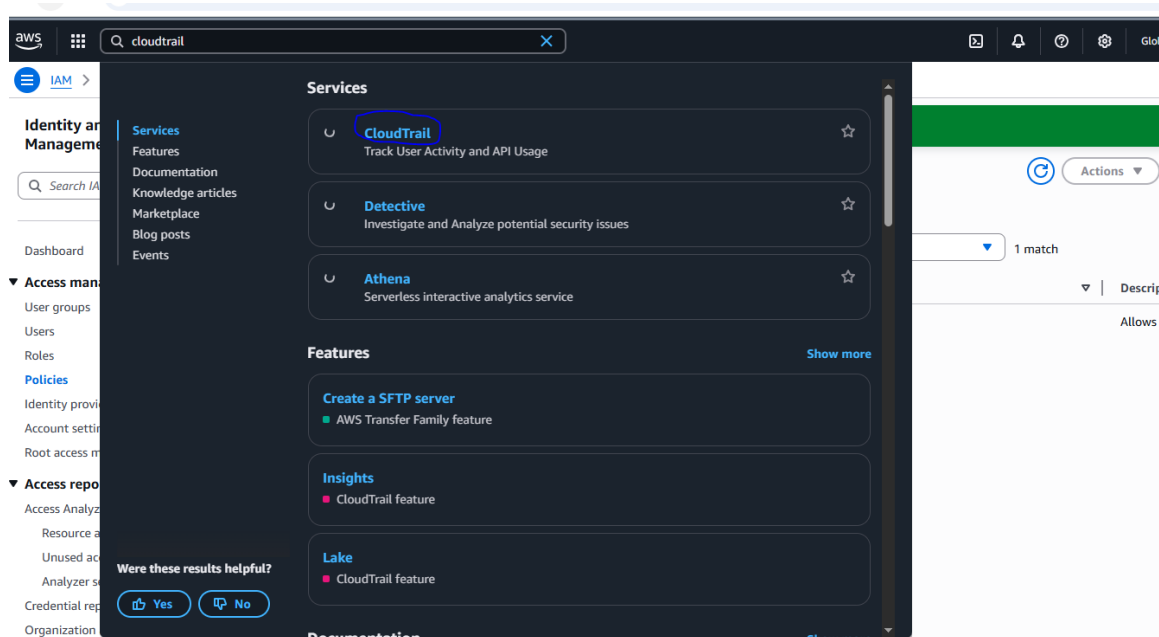 aws
cloudtrail
Glo
IAM
Identity ar
Manageme
Search IA
Dashboard
Access mana
User groups
Users
Roles
Policies
Identity provi
Account settin
Root access m
Access repo
Access Analyz
Resource a
Unused acc
Analyzer se
Credential rep
Organization
Services
Features
Documentation
Knowledge articles
Marketplace
Blog posts
Events
Were these results helpful?
Yes
No
Services
CloudTrail
Track User Activity and API Usage
Detective
Investigate and Analyze potential security issues
Athena
Serverless interactive analytics service
Features
Show more
Create a SFTP server
AWS Transfer Family feature
Insights
CloudTrail feature
Lake
CloudTrail feature
Actions
1 match
Descrip
Allows